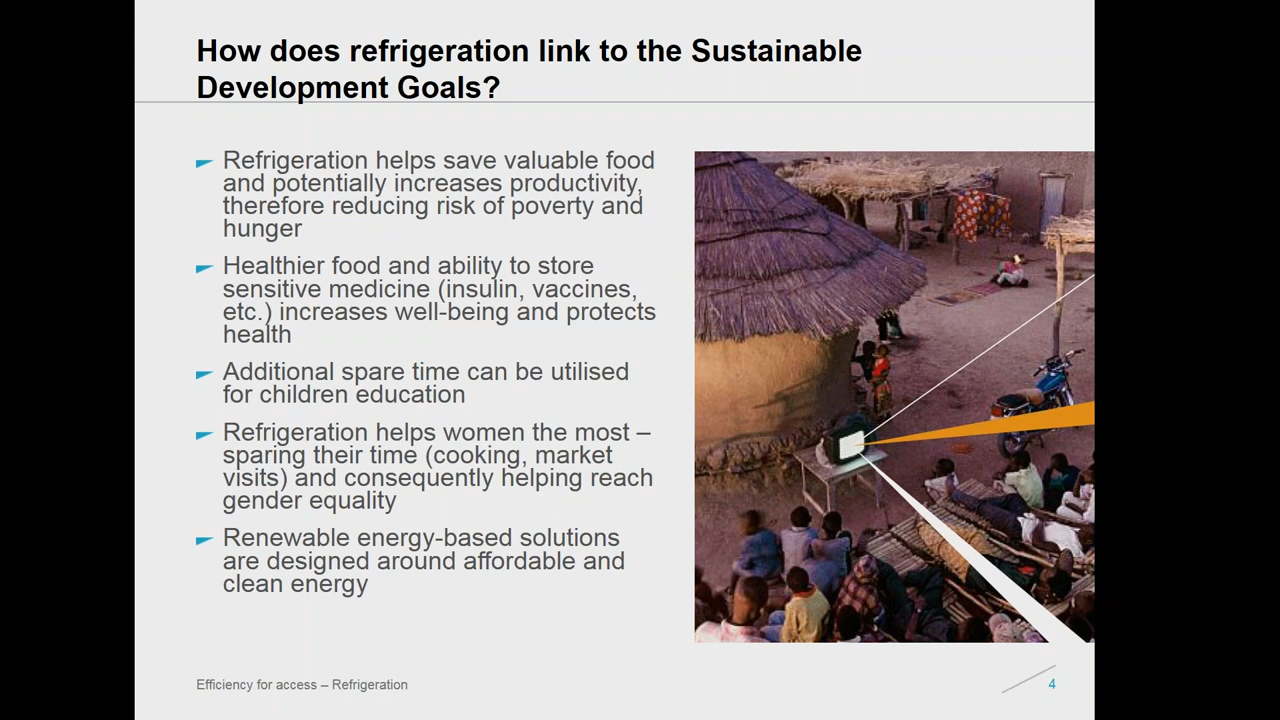 How does refrigeration link to the Sustainable
Development Goals?
Refrigeration helps save valuable food
and potentially increases productivity,
therefore reducing risk of poverty and
hunger
Healthier food and ability to store
sensitive medicine (insulin, vaccines,
etc.) increases well-being and protects
health
Additional spare time can be utilised
for children education
Refrigeration helps women the most –
sparing their time (cooking, market
visits) and consequently helping reach
gender equality
Renewable energy-based solutions
are designed around affordable and
clean energy
Efficiency for access – Refrigeration
4